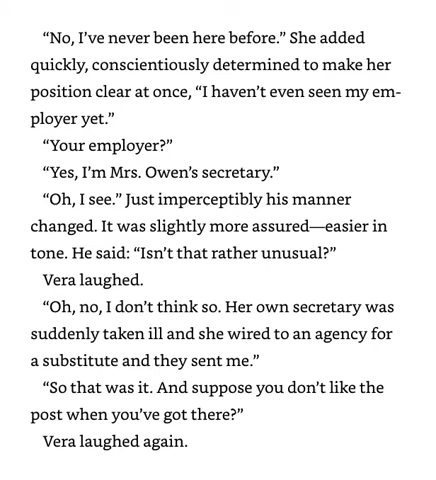 “No, I’ve never been here before.” She added
quickly, conscientiously determined to make her
position clear at once, “I haven’t even seen my em-
ployer yet.”
“Your employer?”
“Yes, I’m Mrs. Owen’s secretary.”
“Oh, I see.” Just imperceptibly his manner
changed. It was slightly more assured—easier in
tone. He said: “Isn’t that rather unusual?”
Vera laughed.
“Oh, no, I don’t think so. Her own secretary was
suddenly taken ill and she wired to an agency for
a substitute and they sent me.”
“So that was it. And suppose you don’t like the
post when you’ve got there?”
Vera laughed again.